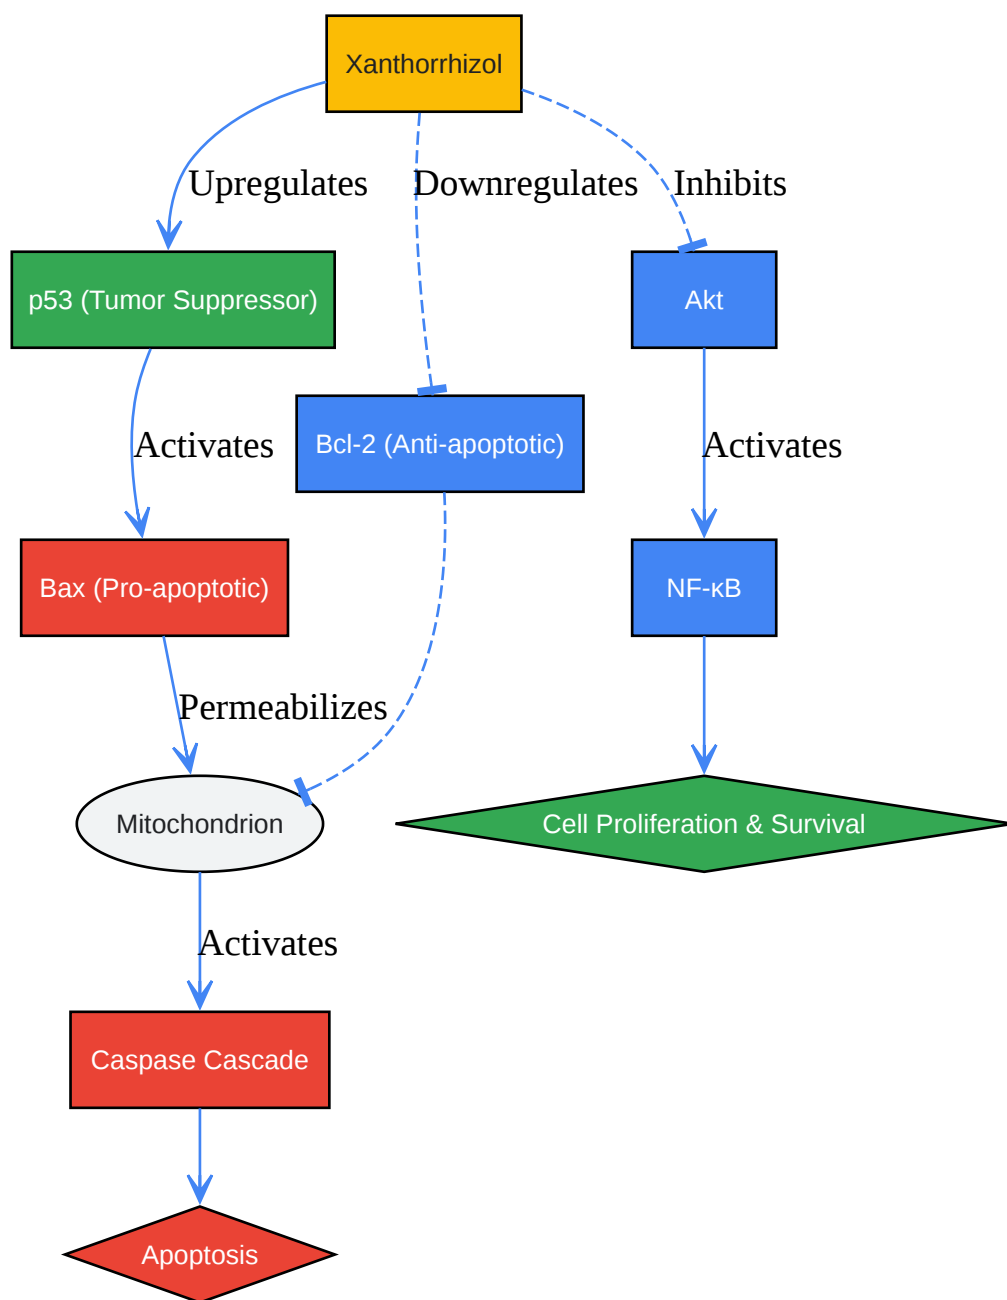 Xanthorrhizol
Upregulates
Downregulates
Inhibits
p53 (Tumor Suppressor)
Akt
Activates
Bcl-2 (Anti-apoptotic)
Activates
Bax (Pro-apoptotic)
NF-κB
Permeabilizes
Mitochondrion
Cell Proliferation & Survival
Activates
Caspase Cascade
Apoptosis